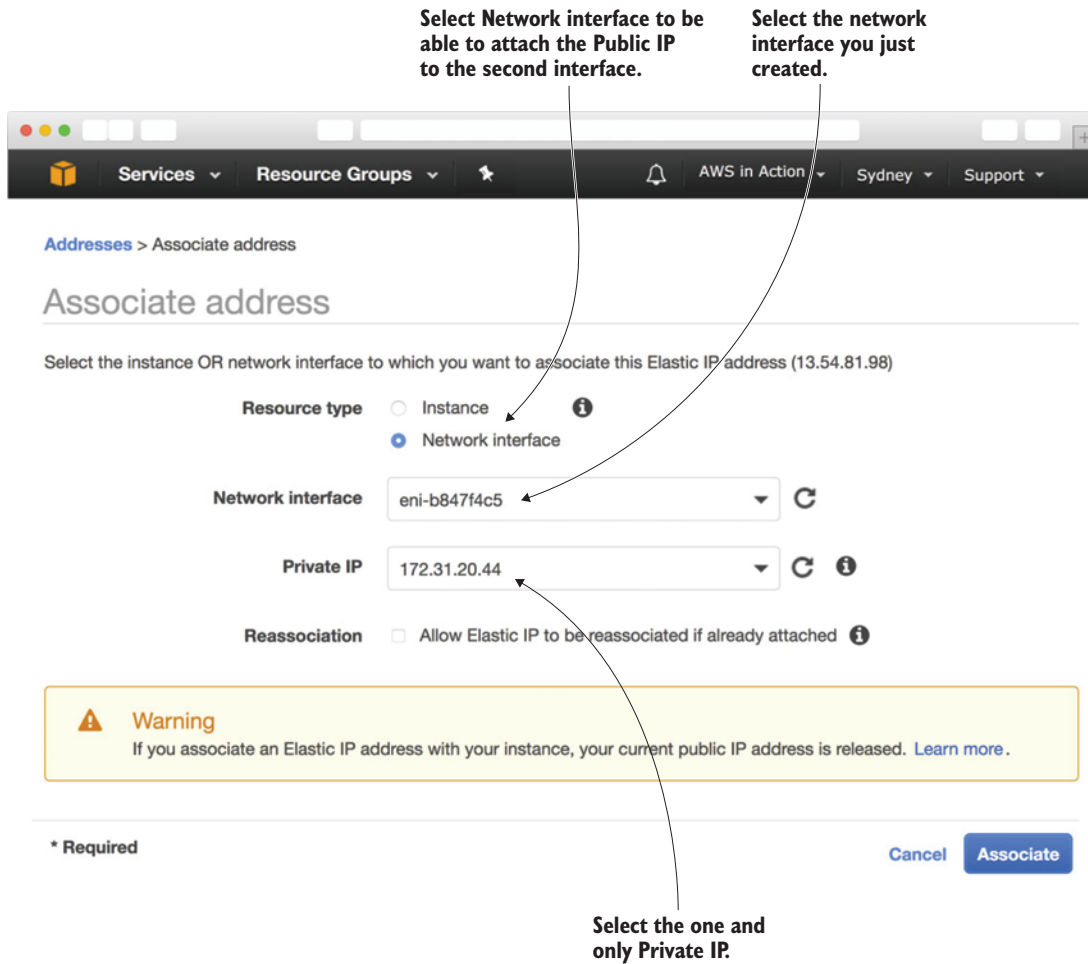 Select Network interface to be
able to attach the Public IP
to the second interface.
Select the network
interface you just
created.
Services
Resource Groups
AWS in Action
Sydney
Support
Addresses > Associate address
Associate address
Select the instance OR network interface to which you want to associate this Elastic IP address (13.54.81.98)
Resource type
Instance
Network interface
Network interface
eni-b847f4c5
Private IP
172.31.20.44
Reassociation
Allow Elastic IP to be reassociated if already attached
Warning
If you associate an Elastic IP address with your instance, your current public IP address is released. Learn more.
* Required
Cancel
Associate
Select the one and
only Private IP.